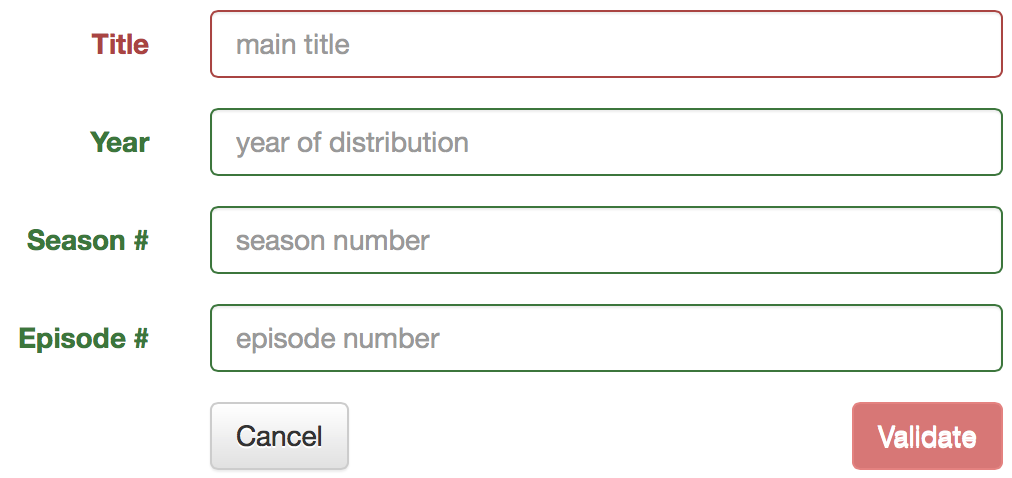 Title main title
Year year of distribution
Season # season number
Episode # episode number
Cancel Validate